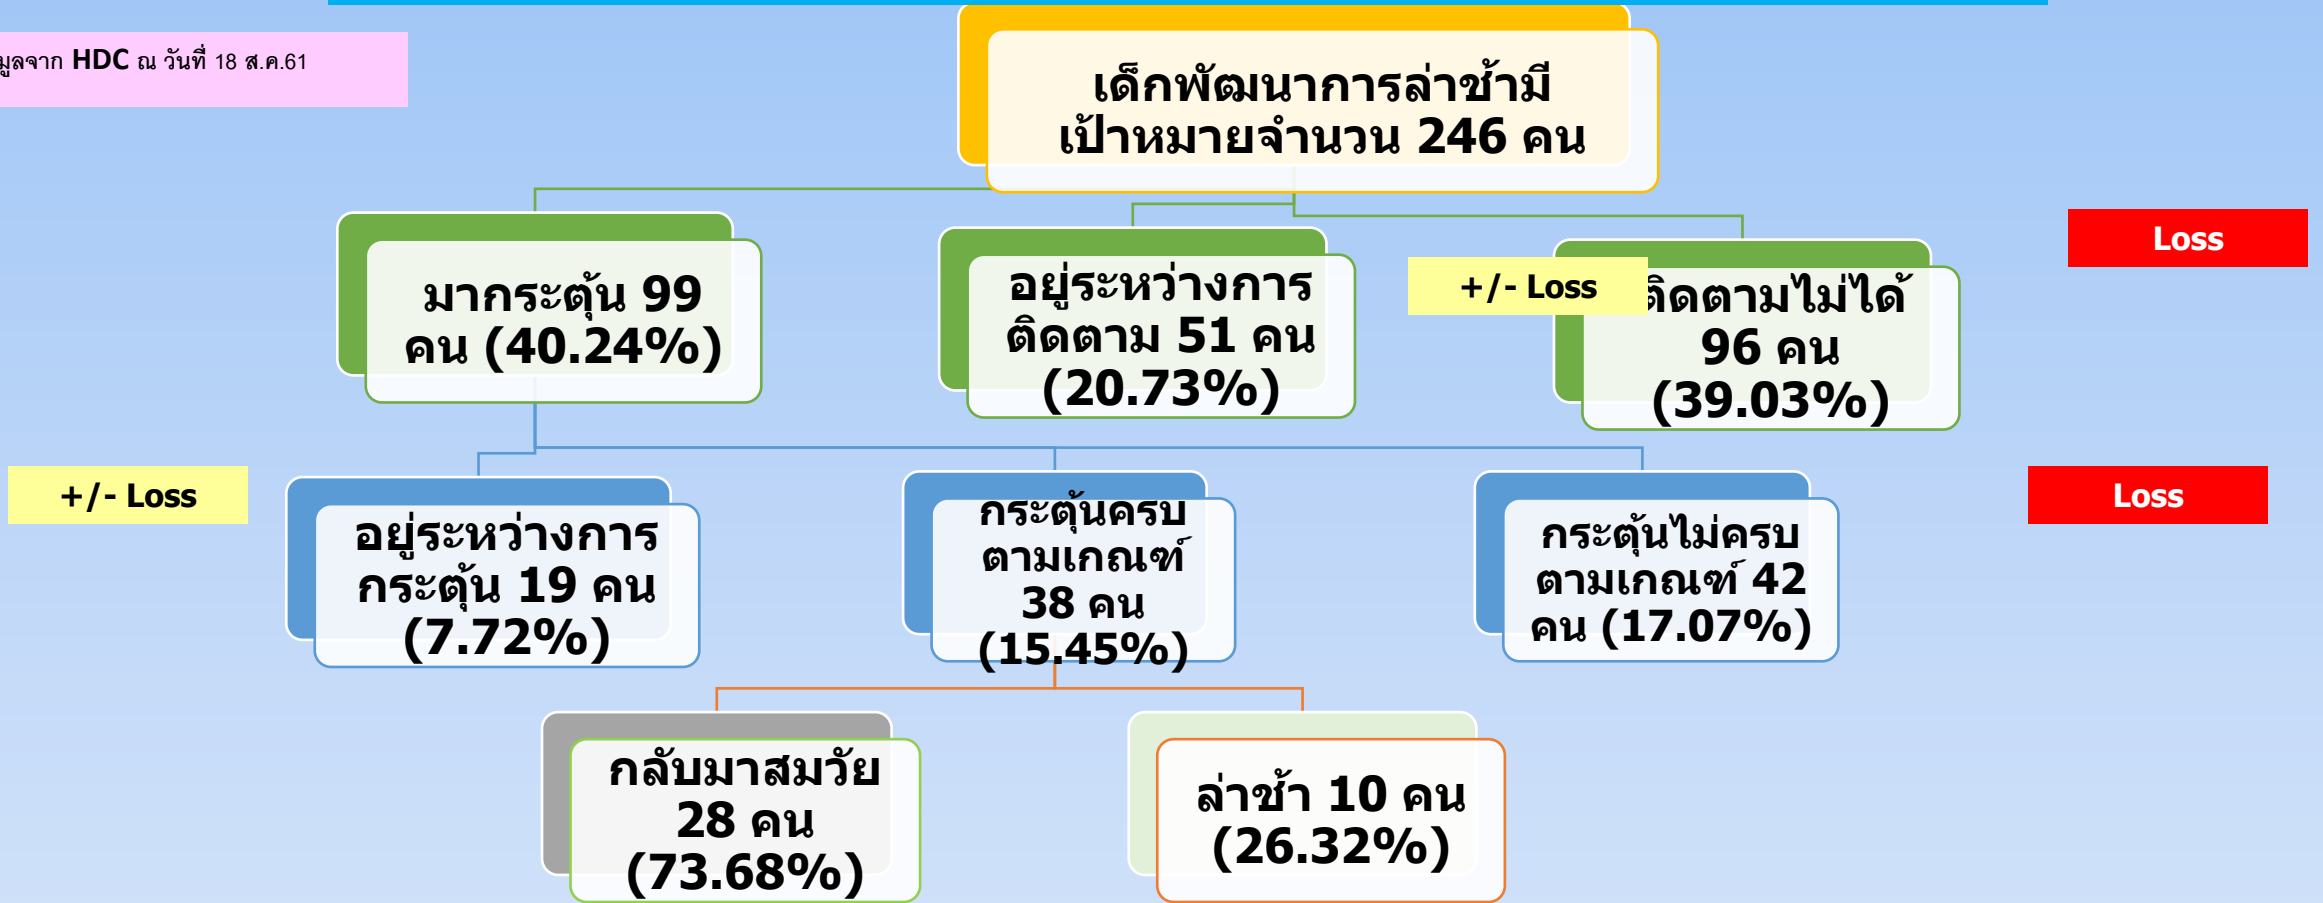 มูลจาก HDC ณ วันที่ 18 ส.ค.61
เด็กพัฒนาการล่าช้ามี
เป้าหมายจำนวน 246 คน
Loss
มากระตุ้น 99
คน (40.24%)
อยู่ระหว่างการ
ติดตาม 51 คน
(20.73%)
+/- Loss
ติดตามไม่ได้
96 คน
(39.03%)
+/- Loss
Loss
อยู่ระหว่างการ
กระตุ้น 19 คน
(7.72%)
กระตุ้นครบ
ตามเกณฑ์
38 คน
(15.45%)
กระตุ้นไม่ครบ
ตามเกณฑ์ 42
คน (17.07%)
กลับมาสมวัย
28 คน
(73.68%)
ล่าช้า 10 คน
(26.32%)